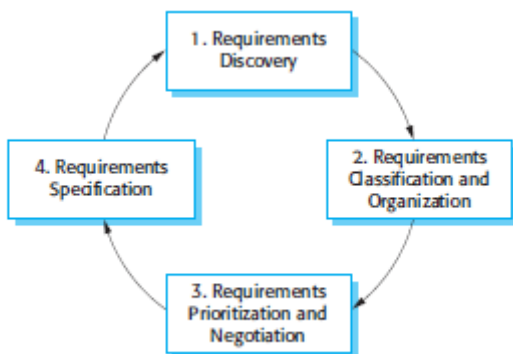 1. Requirements
Discovery
2. Requirements
Classification and
Organization
3. Requirements
Prioritization and
Negotiation
4. Requirements
Specification